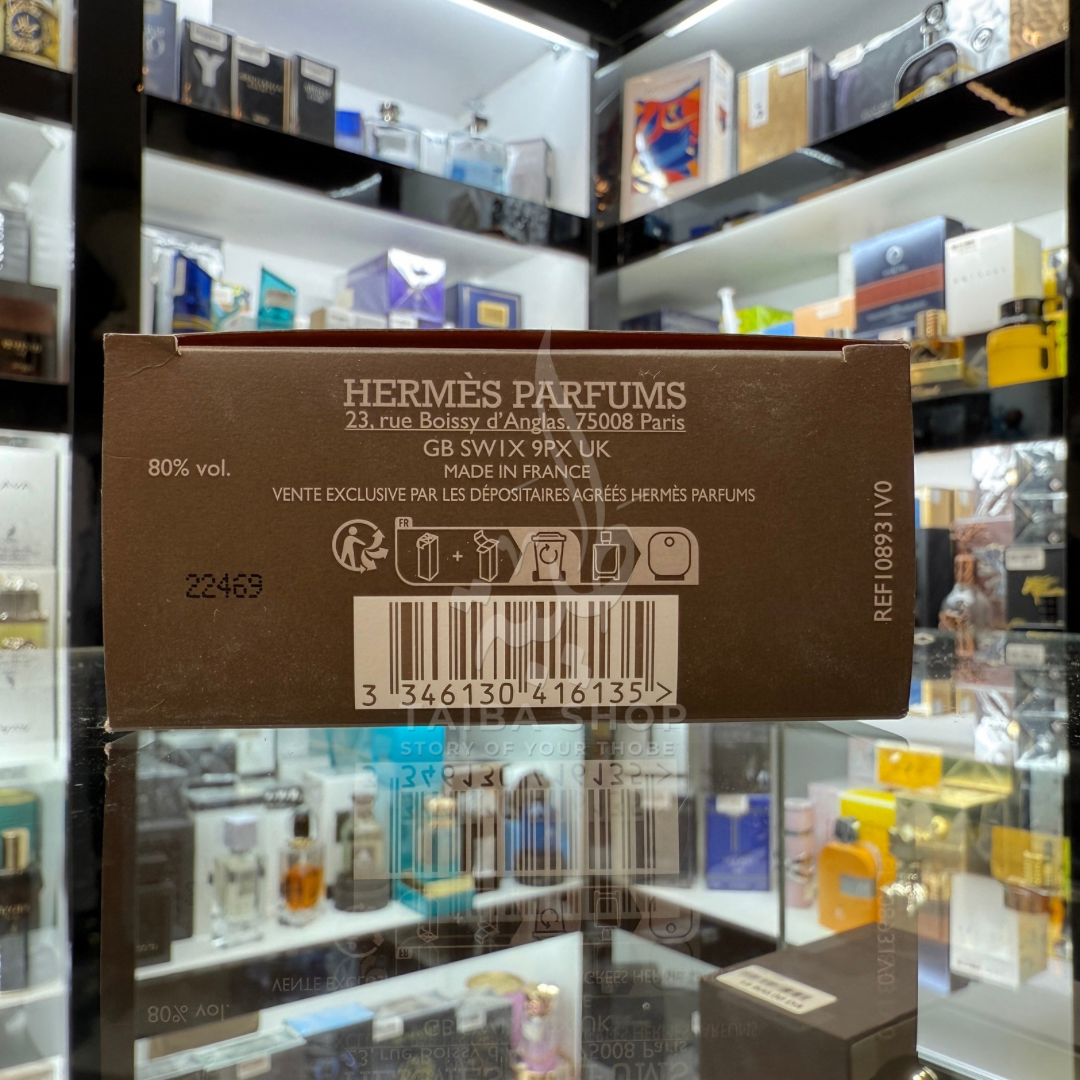 HERMÈS PARFUMS
23, rue Boissy d'Anglas. 75008 Paris
GB SW1X 9PX UK
80% vol.
MADE IN FRANCE
VENTE EXCLUSIVE PAR LES DÉPOSITAIRES AGRÉÉS HERMÈS PARFUMS
FR
+
22469
REF10893IV0
3 346130 416135 >
TAIBA SHOP
STORY OF YOUR THOBE